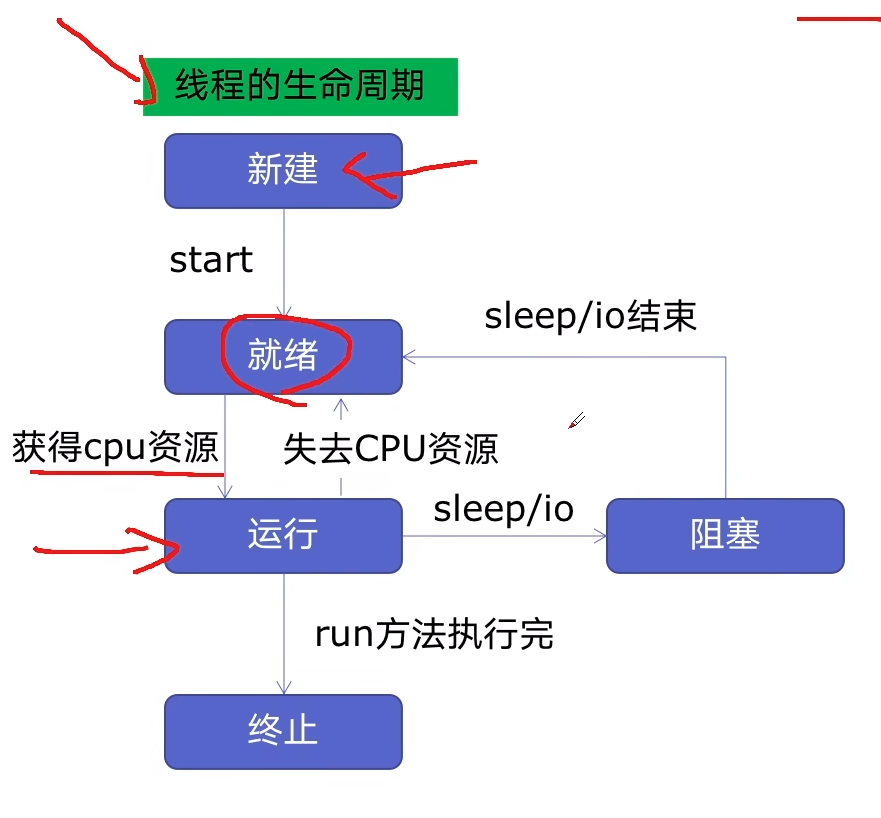 线程的生命周期
新建
start
sleep/io结束
就绪
获得cpu资源
失去CPU资源
sleep/io
运行
阻塞
run方法执行完
终止